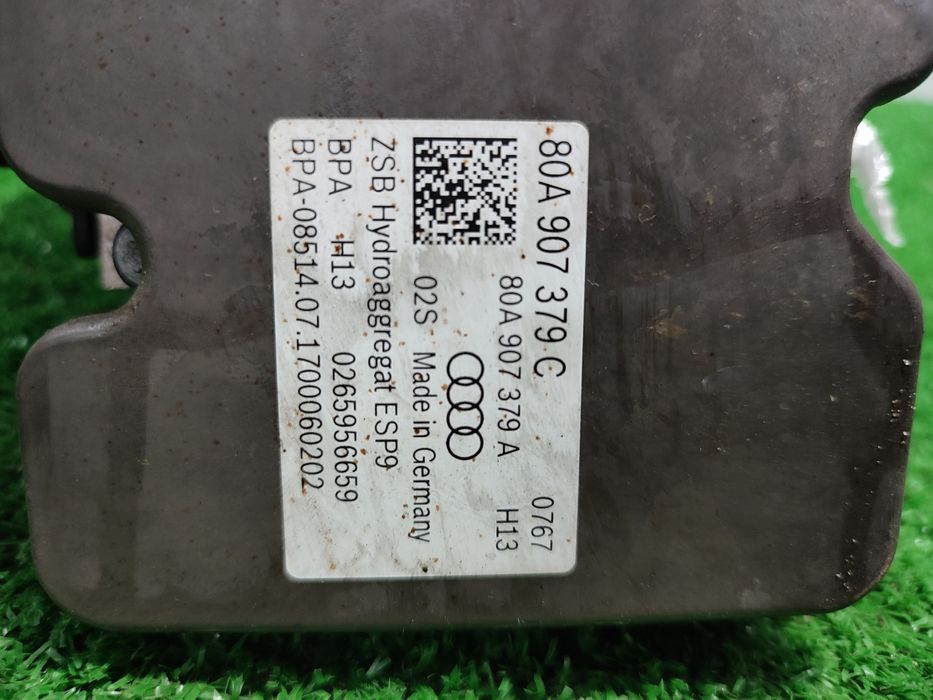 80A 907 379 C 0767
80A 907 379 A H13
02S Made in Germany
ZSB Hydroaggregat ESP9
BPA H13 0265956659
BPA-08514.07.1700060202